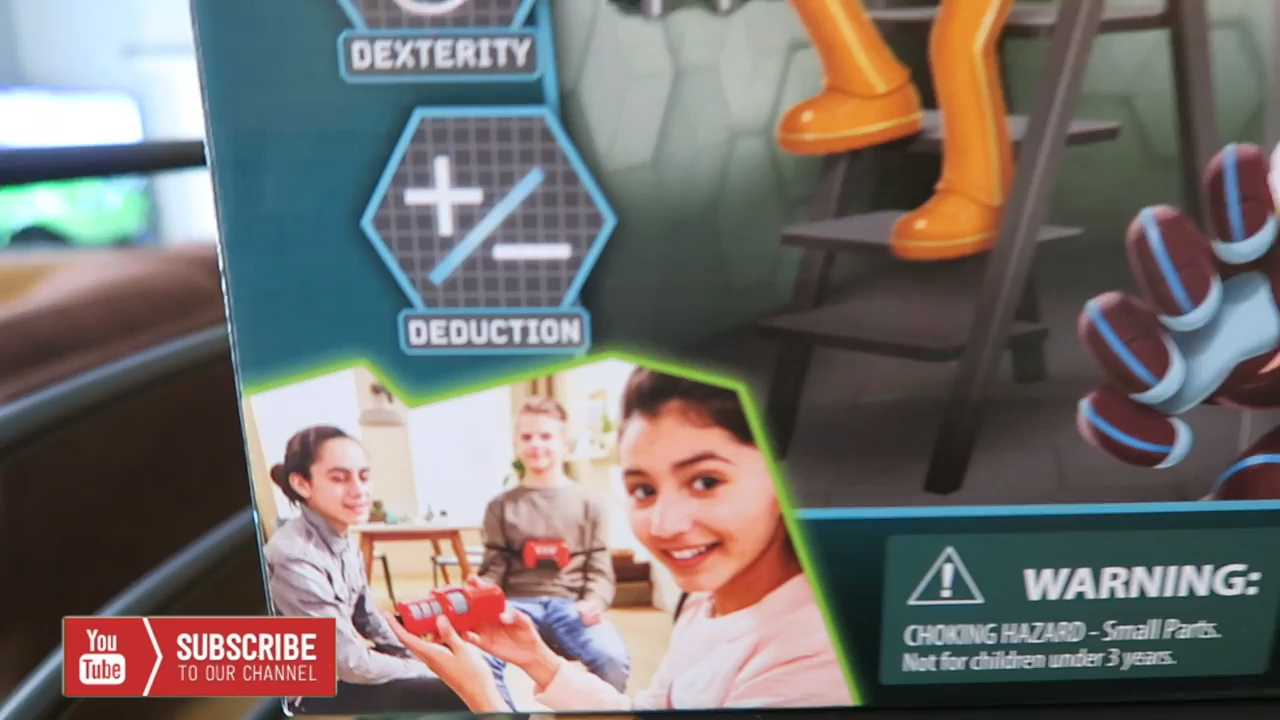 DEXTERITY
DEDUCTION
WARNING:
CHOKING HAZARD - Small Parts.
Not for children under 3 years.
You
Tube
SUBSCRIBE
TO OUR CHANNEL